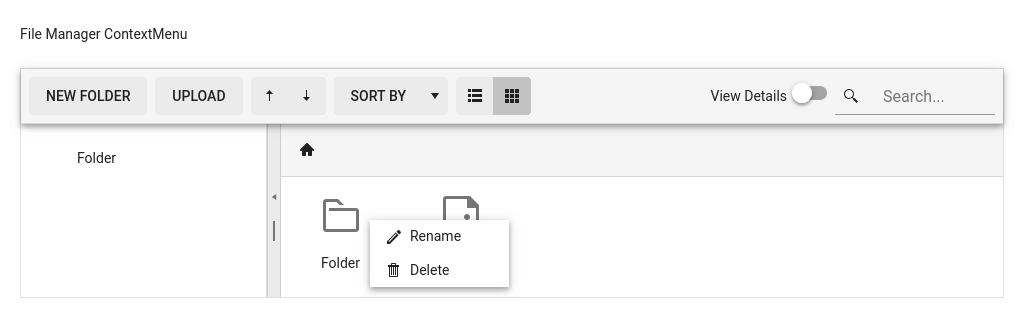 File Manager ContextMenu
NEW FOLDER UPLOAD SORT BY View Details Search...
Folder
Folder
Rename
Delete